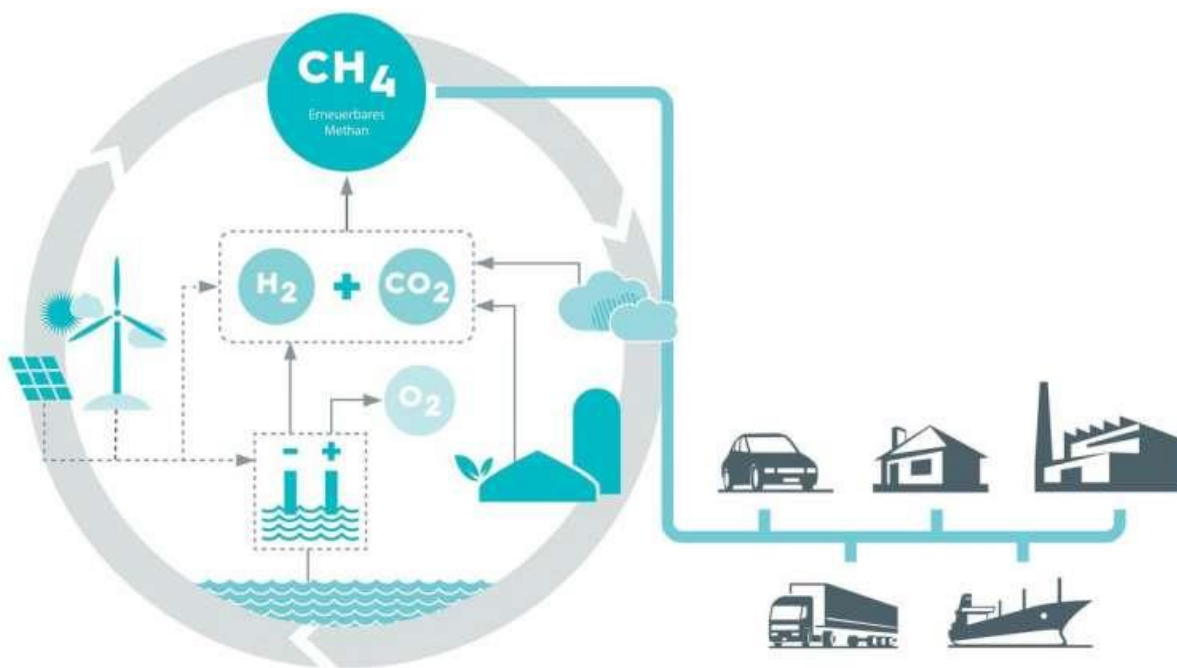 CH4
Erneuerbares
Methan
H2 + CO2
O2
- +